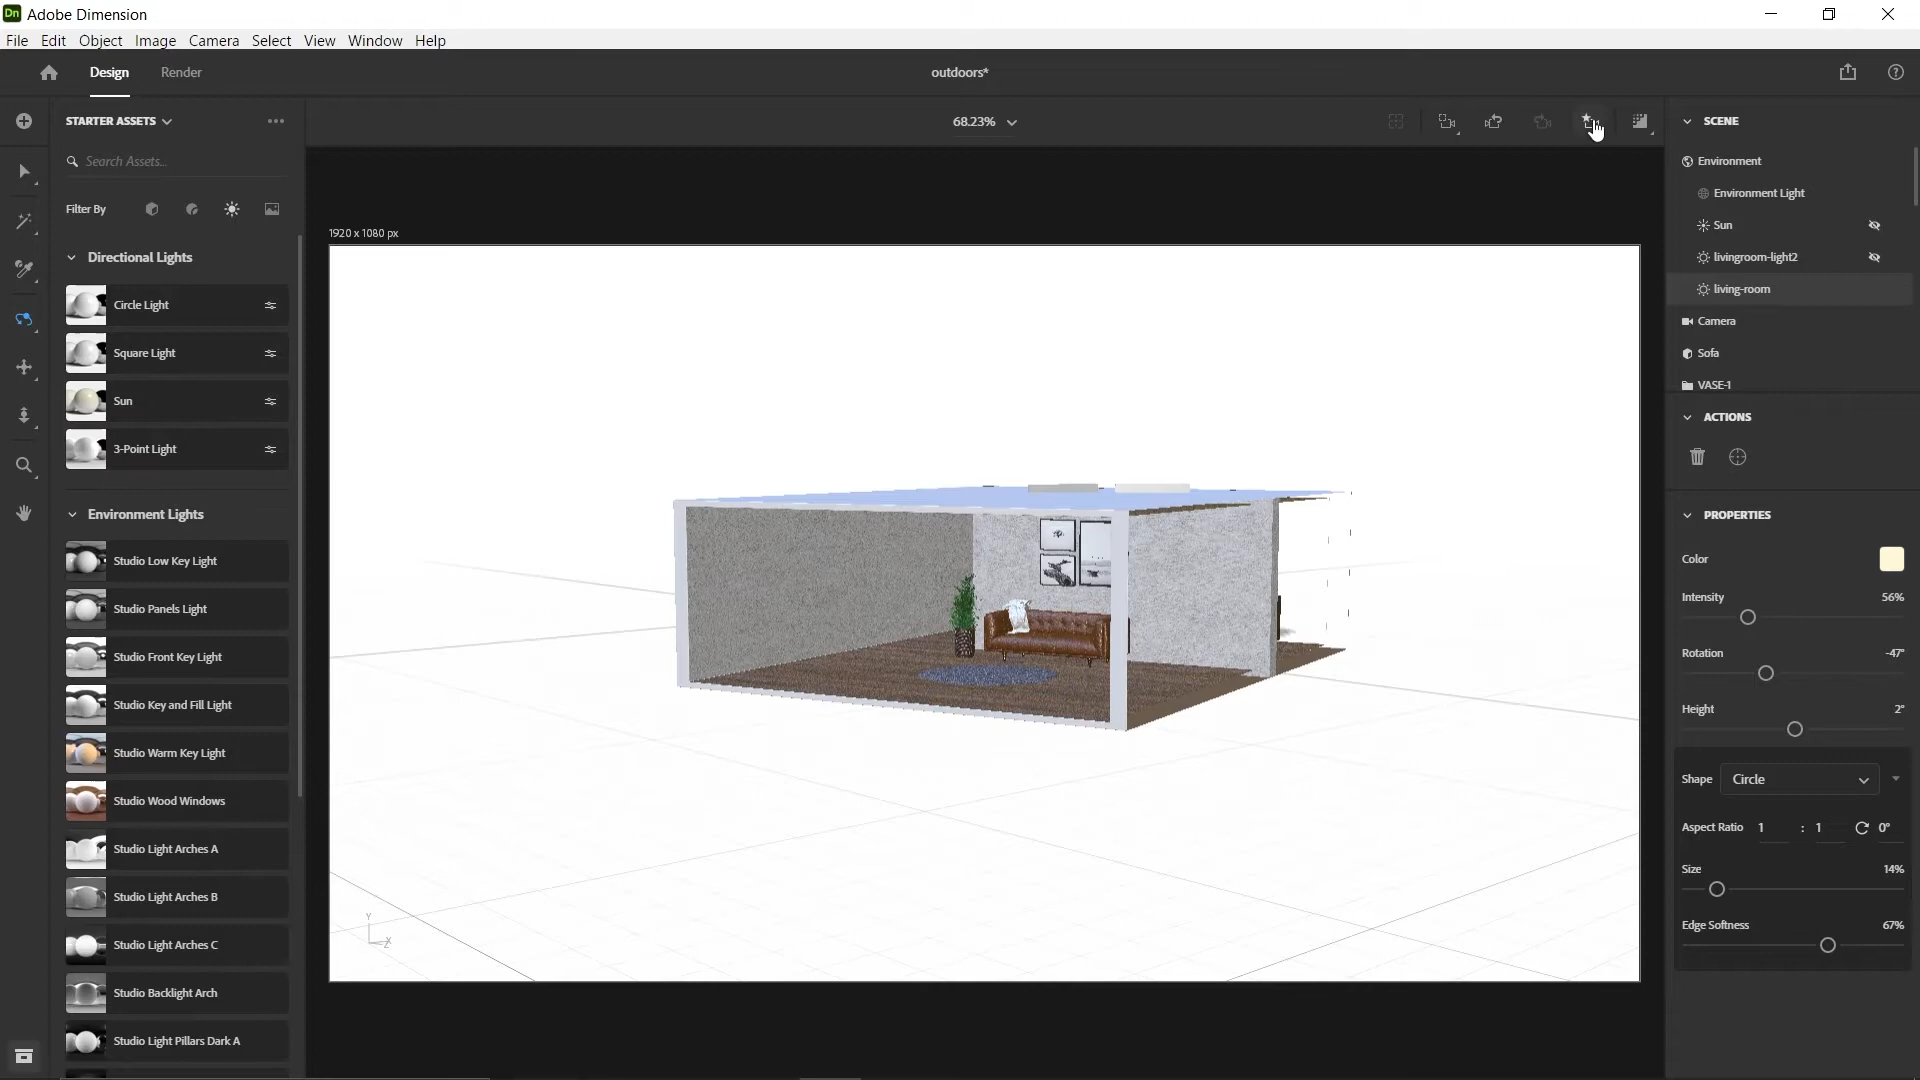 Dn Adobe Dimension
File Edit Object Image Camera Select View Window Help
Design Render outdoors*
STARTER ASSETS
68.23%
Search Assets...
Filter By
Directional Lights
Circle Light
Square Light
Sun
3-Point Light
Environment Lights
Studio Low Key Light
Studio Panels Light
Studio Front Key Light
Studio Key and Fill Light
Studio Warm Key Light
Studio Wood Windows
Studio Light Arches A
Studio Light Arches B
Studio Light Arches C
Studio Backlight Arch
Studio Light Pillars Dark A
1920 x 1080 px
Y
X
Z
SCENE
Environment
Environment Light
Sun
livingroom-light2
living-room
Camera
Sofa
VASE-1
ACTIONS
PROPERTIES
Color
Intensity 56%
Rotation -47°
Height 2°
Shape Circle
Aspect Ratio 1 : 1 0°
Size 14%
Edge Softness 67%